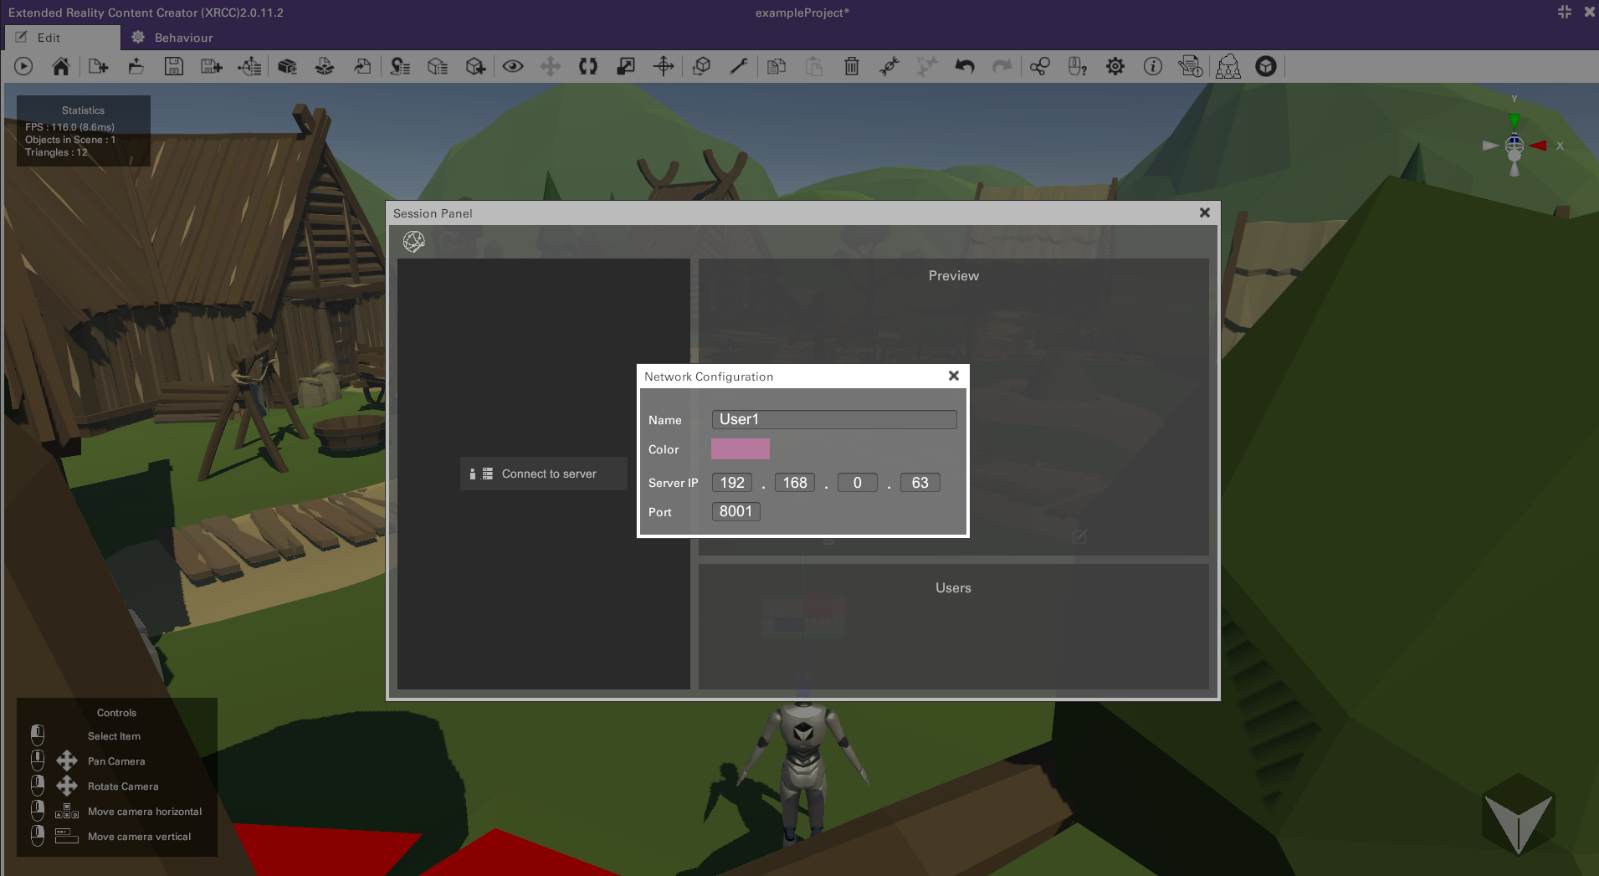 Extended Reality Content Creator (XRCC)2.0.11.2
exampleProject*
Edit
Behaviour
Statistics
FPS : 116.0 (8.6ms)
Objects in Scene : 1
Triangles : 12
Y
X
Session Panel
Preview
Network Configuration
Name
User1
Color
Connect to server
Server IP
192 . 168 . 0 . 63
Port
8001
Users
Controls
Select Item
Pan Camera
Rotate Camera
Move camera horizontal
Move camera vertical